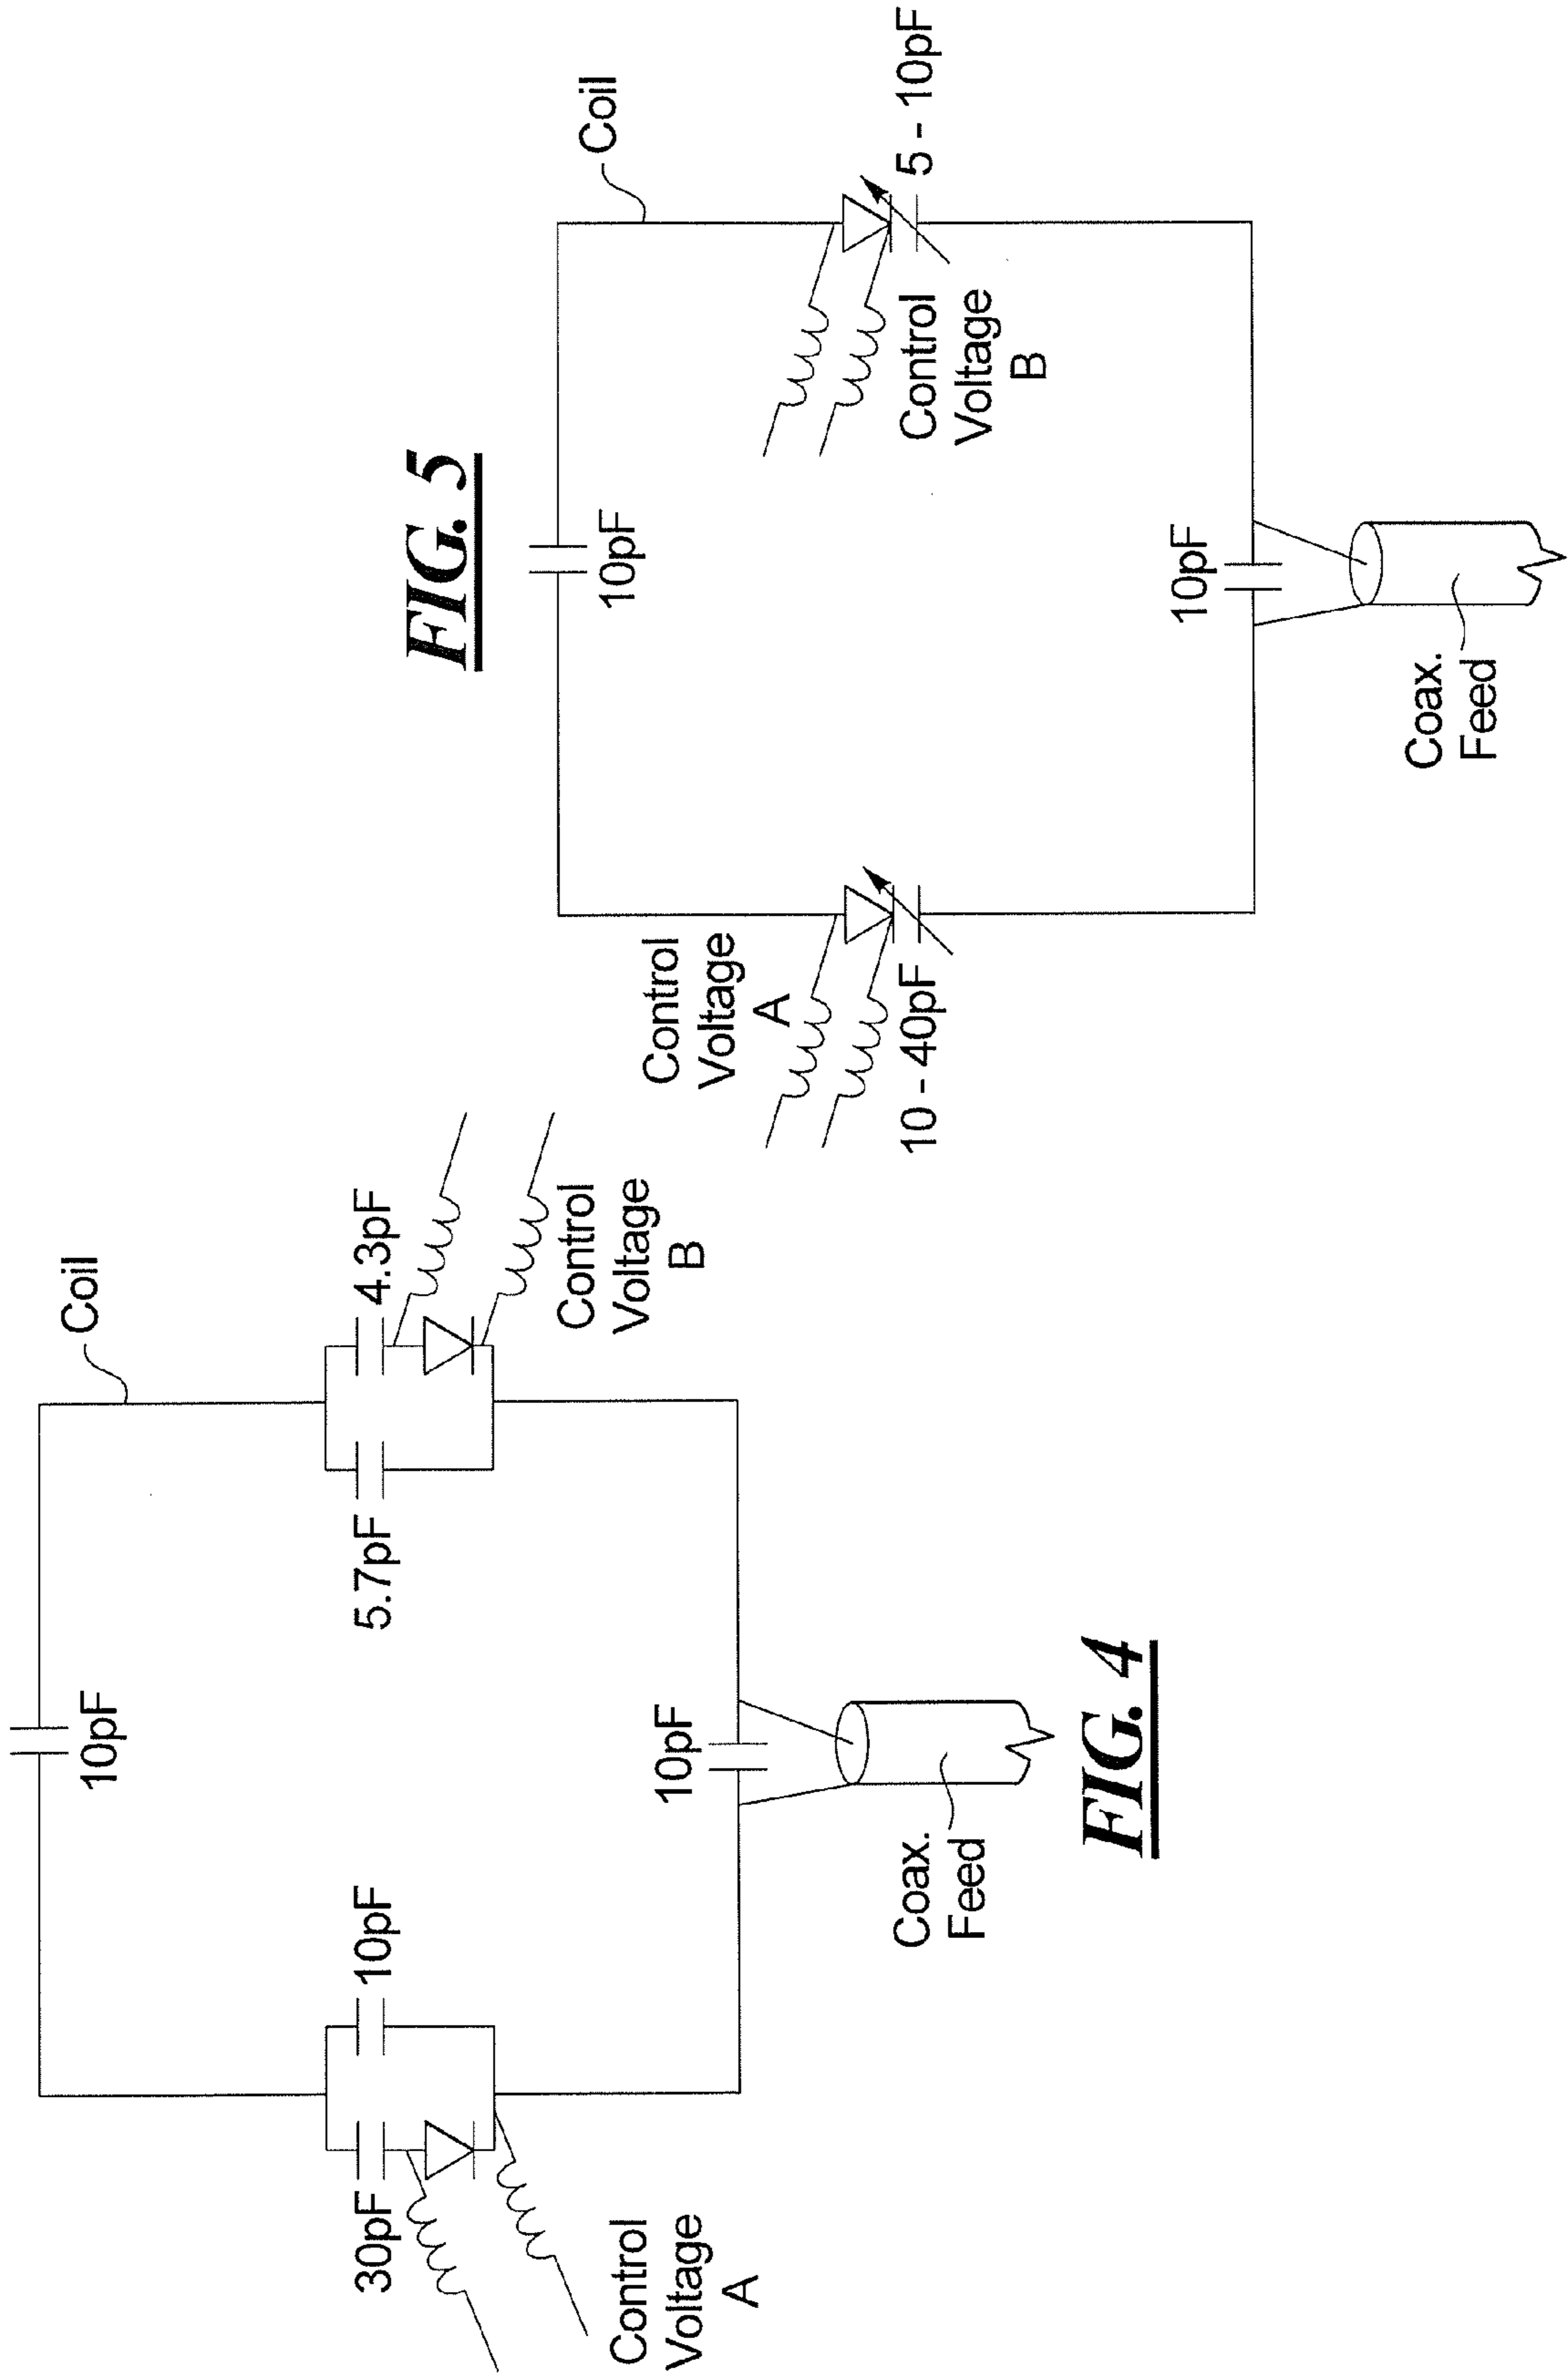 10pF
Coil
30pF
10pF
5.7pF
4.3pF
Control
Voltage
A
Control
Voltage
B
10pF
Coax.
Feed
FIG. 4
FIG. 5
10pF
Coil
Control
Voltage
A
10 - 40pF
Control
Voltage
B
5 - 10pF
10pF
Coax.
Feed